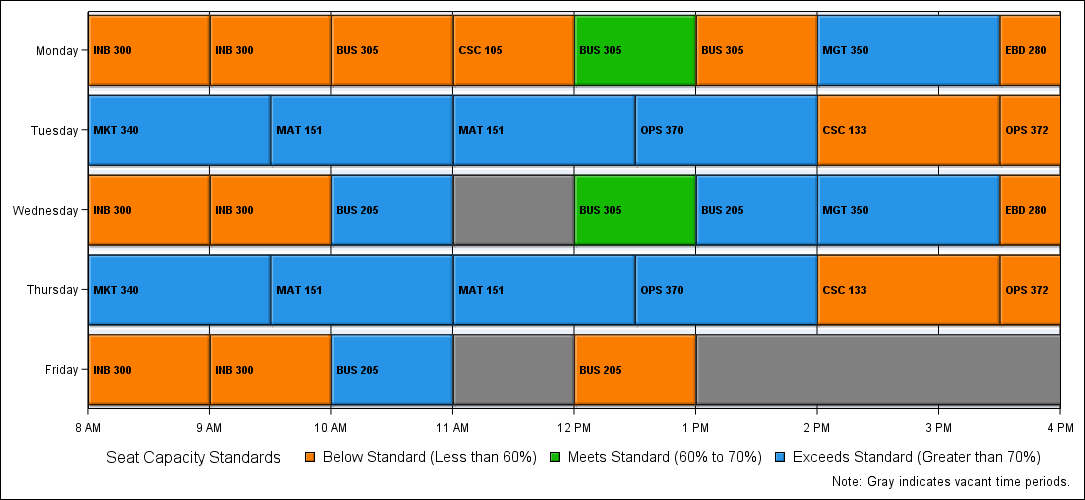 Monday INB 300 INB 300 BUS 305 CSC 105 BUS 305 BUS 305 MGT 350 EBD 280
Tuesday MKT 340 MAT 151 MAT 151 OPS 370 CSC 133 OPS 372
Wednesday INB 300 INB 300 BUS 205 BUS 305 BUS 205 MGT 350 EBD 280
Thursday MKT 340 MAT 151 MAT 151 OPS 370 CSC 133 OPS 372
Friday INB 300 INB 300 BUS 205 BUS 205
8 AM 9 AM 10 AM 11 AM 12 PM 1 PM 2 PM 3 PM 4 PM
Seat Capacity Standards Below Standard (Less than 60%) Meets Standard (60% to 70%) Exceeds Standard (Greater than 70%)
Note: Gray indicates vacant time periods.